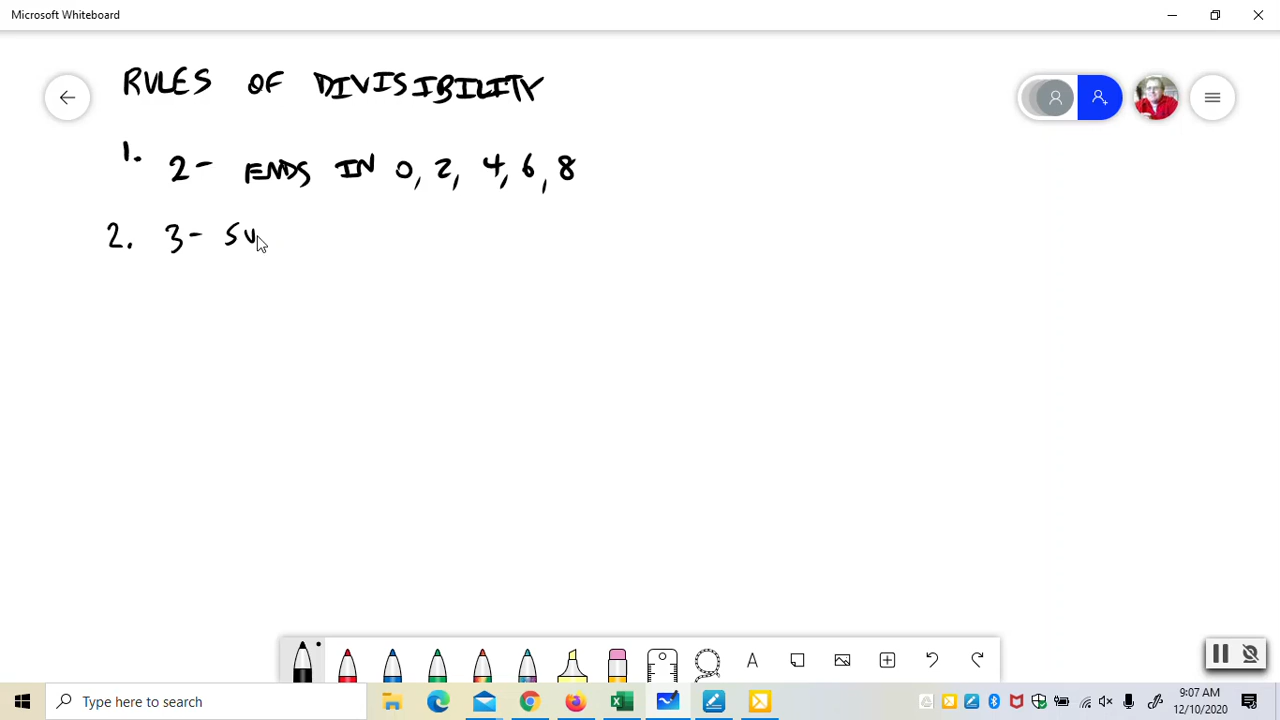 Microsoft Whiteboard
RULES OF DIVISIBILITY
1. 2- ENDS IN 0, 2, 4, 6, 8
2. 3- SU
A
Type here to search
9:07 AM
12/10/2020